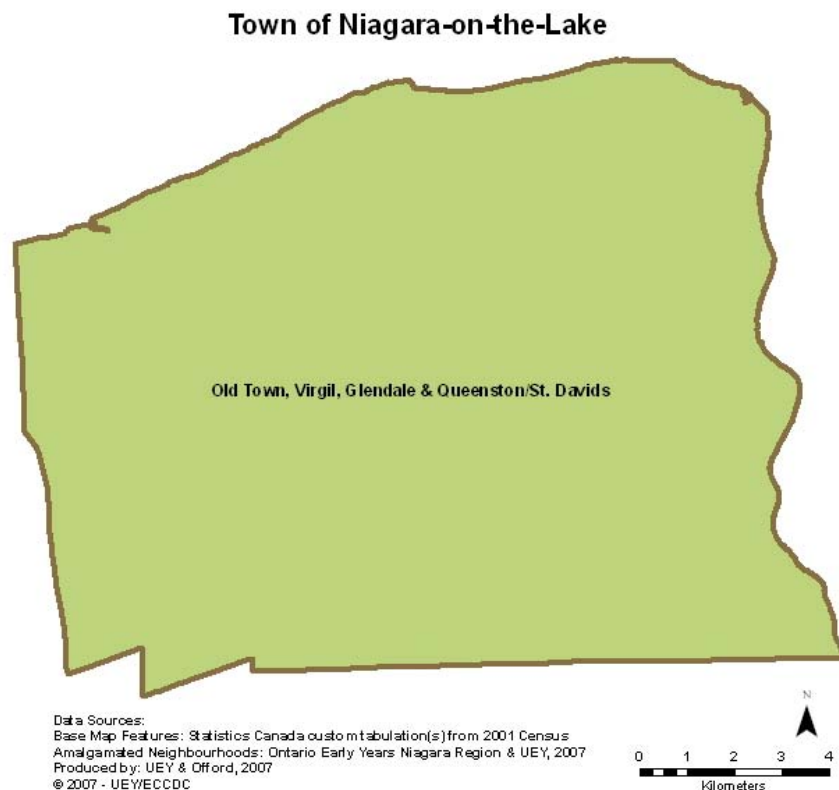 Town of Niagara-on-the-Lake
Old Town, Virgil, Glendale & Queenston/St. Davids
Data Sources:
Base Map Features: Statistics Canada custom tabulation(s) from 2001 Census
Amalgamated Neighbourhoods: Ontario Early Years Niagara Region & UEY, 2007
Produced by: UEY & Offord, 2007
© 2007 - UEY/ECCDC
N
0 1 2 3 4
Kilometers